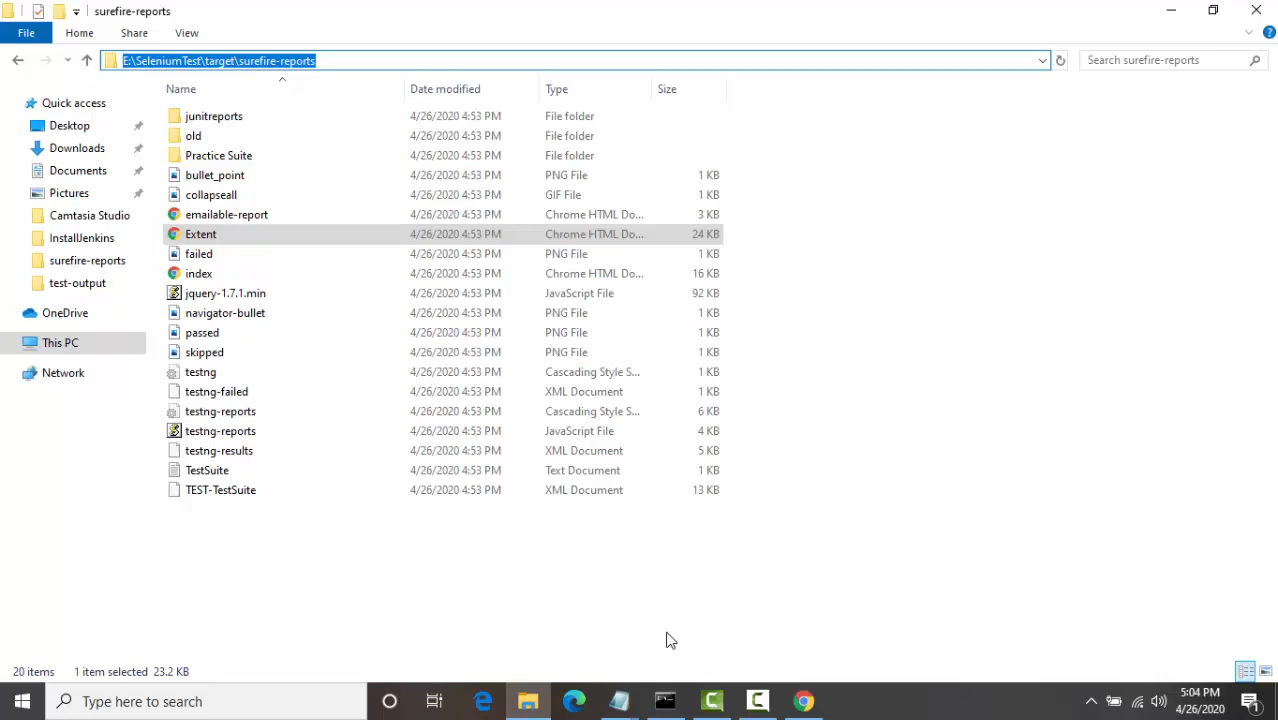 surefire-reports
File Home Share View
E:\SeleniumTest\target\surefire-reports Search surefire-reports
Name Date modified Type Size
Quick access
Desktop
Downloads
Documents
Pictures
Camtasia Studio
InstallJenkins
surefire-reports
test-output
OneDrive
This PC
Network
junitreports 4/26/2020 4:53 PM File folder
old 4/26/2020 4:53 PM File folder
Practice Suite 4/26/2020 4:53 PM File folder
bullet_point 4/26/2020 4:53 PM PNG File 1 KB
collapseall 4/26/2020 4:53 PM GIF File 1 KB
emailable-report 4/26/2020 4:53 PM Chrome HTML Do... 3 KB
Extent 4/26/2020 4:53 PM Chrome HTML Do... 24 KB
failed 4/26/2020 4:53 PM PNG File 1 KB
index 4/26/2020 4:53 PM Chrome HTML Do... 16 KB
jquery-1.7.1.min 4/26/2020 4:53 PM JavaScript File 92 KB
navigator-bullet 4/26/2020 4:53 PM PNG File 1 KB
passed 4/26/2020 4:53 PM PNG File 1 KB
skipped 4/26/2020 4:53 PM PNG File 1 KB
testng 4/26/2020 4:53 PM Cascading Style S... 1 KB
testng-failed 4/26/2020 4:53 PM XML Document 1 KB
testng-reports 4/26/2020 4:53 PM Cascading Style S... 6 KB
testng-reports 4/26/2020 4:53 PM JavaScript File 4 KB
testng-results 4/26/2020 4:53 PM XML Document 5 KB
TestSuite 4/26/2020 4:53 PM Text Document 1 KB
TEST-TestSuite 4/26/2020 4:53 PM XML Document 13 KB
20 items 1 item selected 23.2 KB
Type here to search
5:04 PM
4/26/2020
1